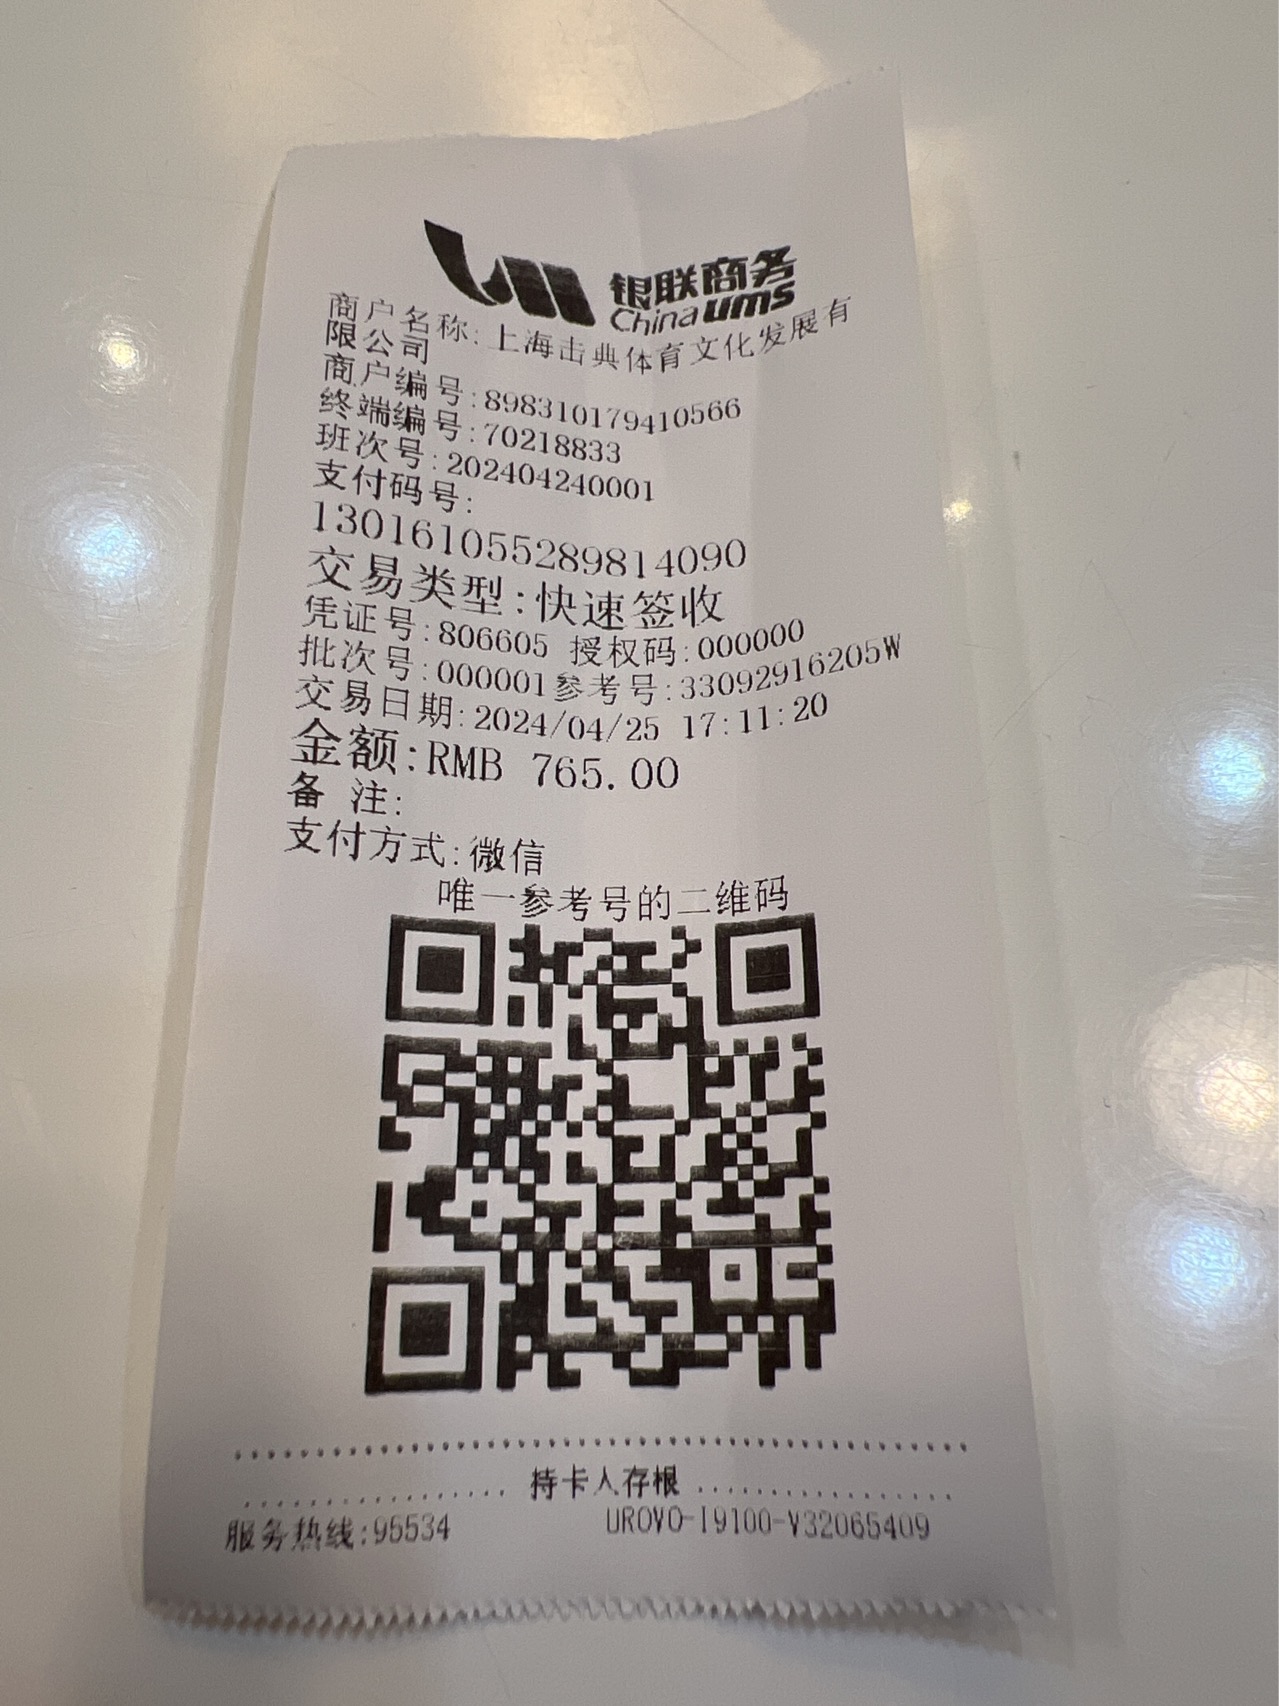 银联商务
Chinaums
商户名称:上海击典体育文化发展有
限公司
商户编号:898310179410566
终端编号:70218833
班次号:202404240001
支付码号:
130161055289814090
交易类型:快速签收
凭证号:806605 授权码:000000
批次号:000001参考号:33092916205W
交易日期:2024/04/25 17:11:20
金额:RMB 765.00
备 注:
支付方式:微信
唯一参考号的二维码
持卡人存根
服务热线:95534 UROVO-I9100-V32065409